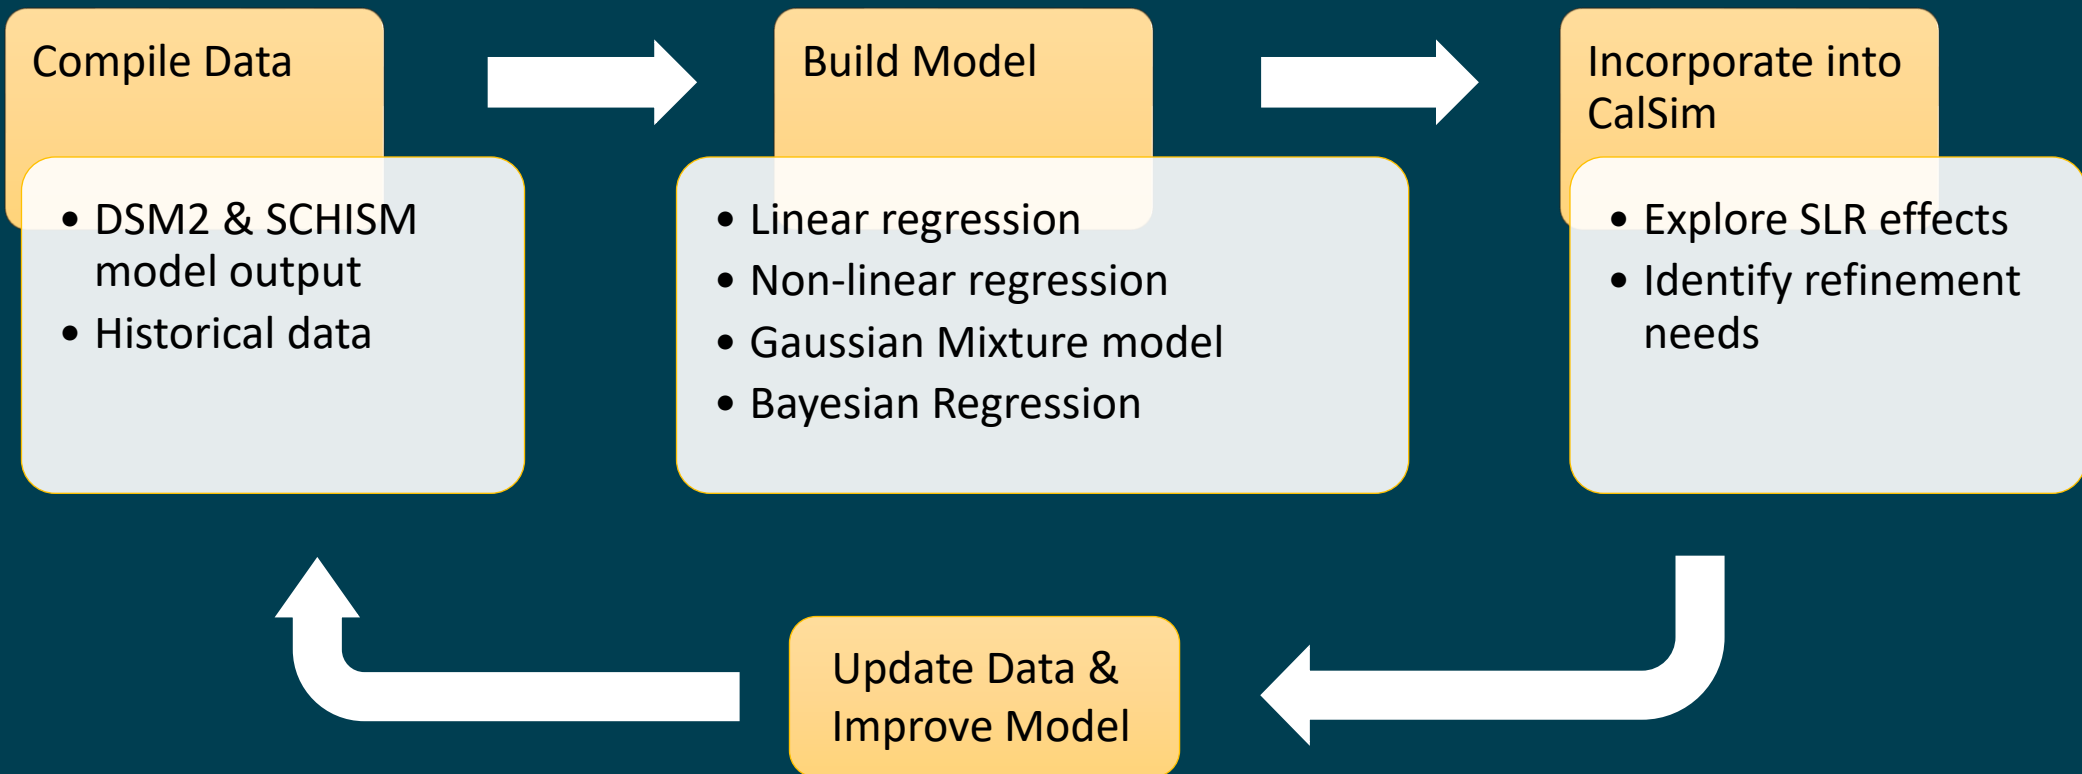 Compile Data
• DSM2 & SCHISM
model output
• Historical data
Build Model
• Linear regression
• Non-linear regression
• Gaussian Mixture model
• Bayesian Regression
Incorporate into
CalSim
• Explore SLR effects
• Identify refinement
needs
Update Data &
Improve Model